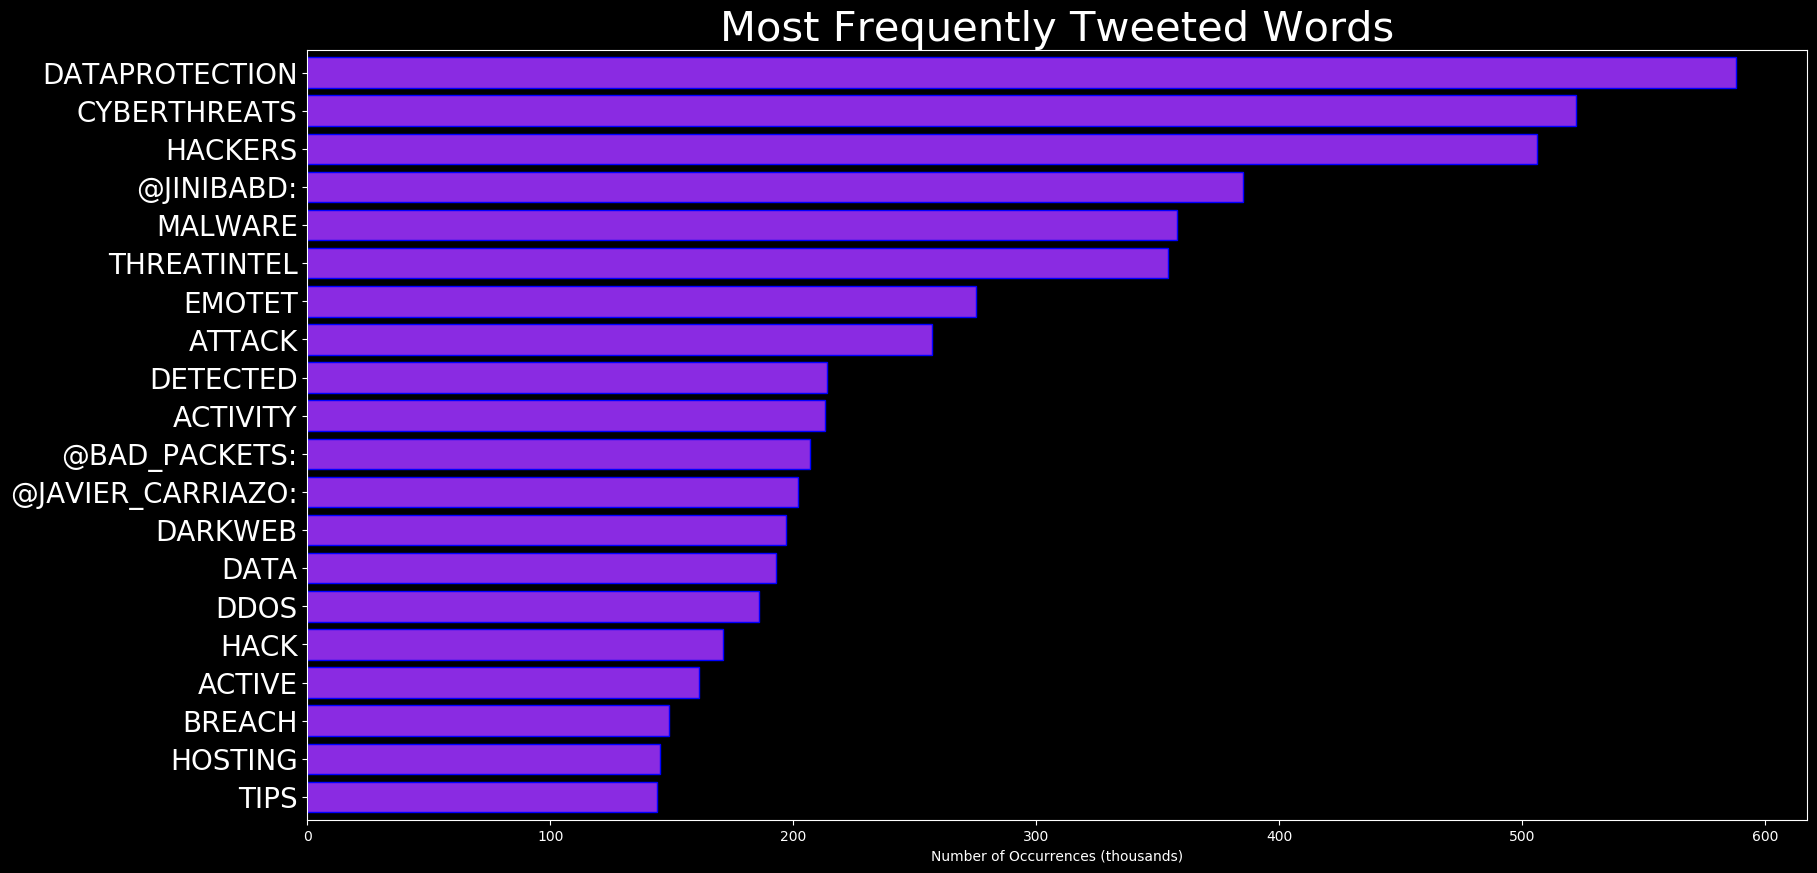 Most Frequently Tweeted Words
DATAPROTECTION
CYBERTHREATS
HACKERS
@JINIBABD:
MALWARE
THREATINTEL
EMOTET
ATTACK
DETECTED
ACTIVITY
@BAD_PACKETS:
@JAVIER_CARRIAZO:
DARKWEB
DATA
DDOS
HACK
ACTIVE
BREACH
HOSTING
TIPS
0 100 200 300 400 500 600
Number of Occurrences (thousands)